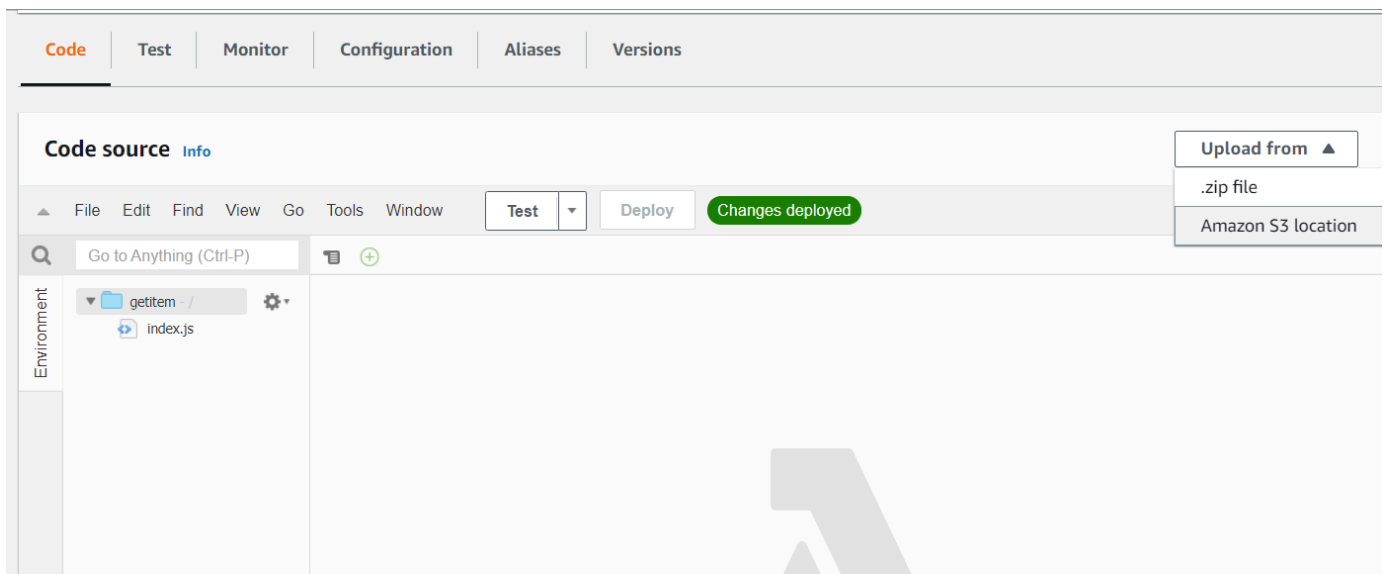 Code Test Monitor Configuration Aliases Versions
Code source Info
Upload from
.zip file
Amazon S3 location
File Edit Find View Go Tools Window Test Deploy Changes deployed
Go to Anything (Ctrl-P)
Environment
getitem - /
index.js